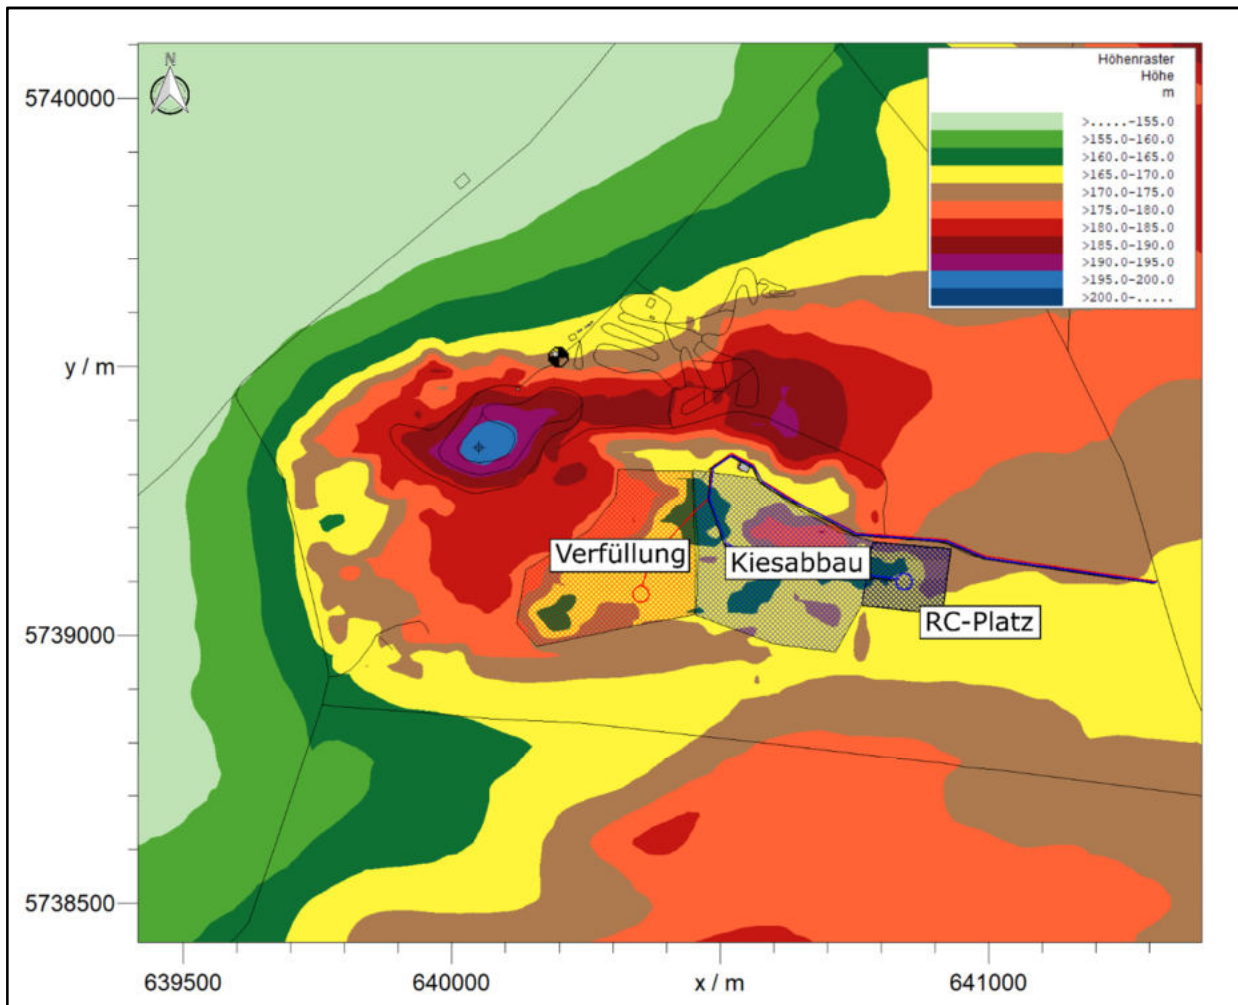 N
Höhenraster
Höhe
m
>.....-155.0
>155.0-160.0
>160.0-165.0
>165.0-170.0
>170.0-175.0
>175.0-180.0
>180.0-185.0
>185.0-190.0
>190.0-195.0
>195.0-200.0
>200.0-.....
5740000
y / m
5739000
5738500
Verfüllung
Kiesabbau
RC-Platz
639500
640000
x / m
641000